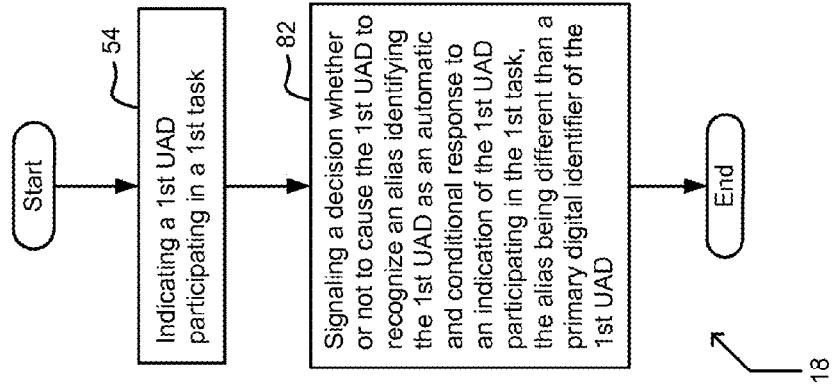 Start
54
Indicating a 1st UAD
participating in a 1st task
82
Signaling a decision whether
or not to cause the 1st UAD to
recognize an alias identifying
the 1st UAD as an automatic
and conditional response to
an indication of the 1st UAD
participating in the 1st task,
the alias being different than a
primary digital identifier of the
1st UAD
End
18